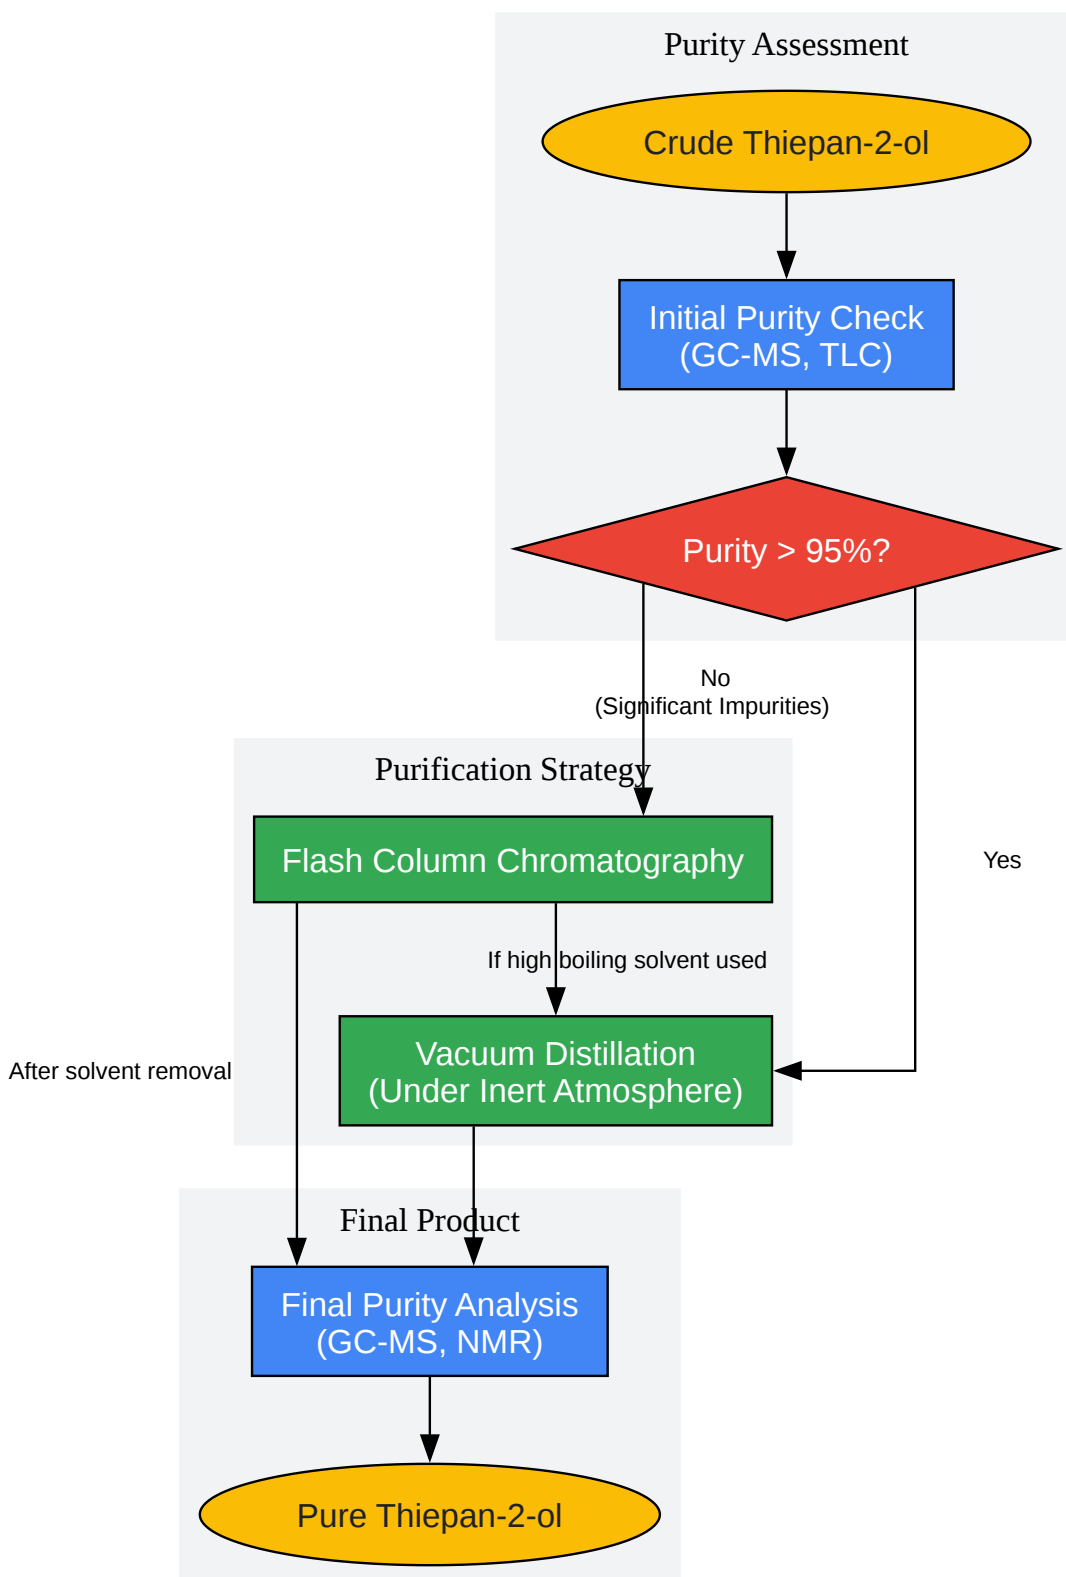 Purity Assessment
Crude Thiepan-2-ol
Initial Purity Check
(GC-MS, TLC)
Purity > 95%?
No
(Significant Impurities)
Yes
Purification Strategy
Flash Column Chromatography
If high boiling solvent used
Vacuum Distillation
(Under Inert Atmosphere)
After solvent removal
Final Product
Final Purity Analysis
(GC-MS, NMR)
Pure Thiepan-2-ol